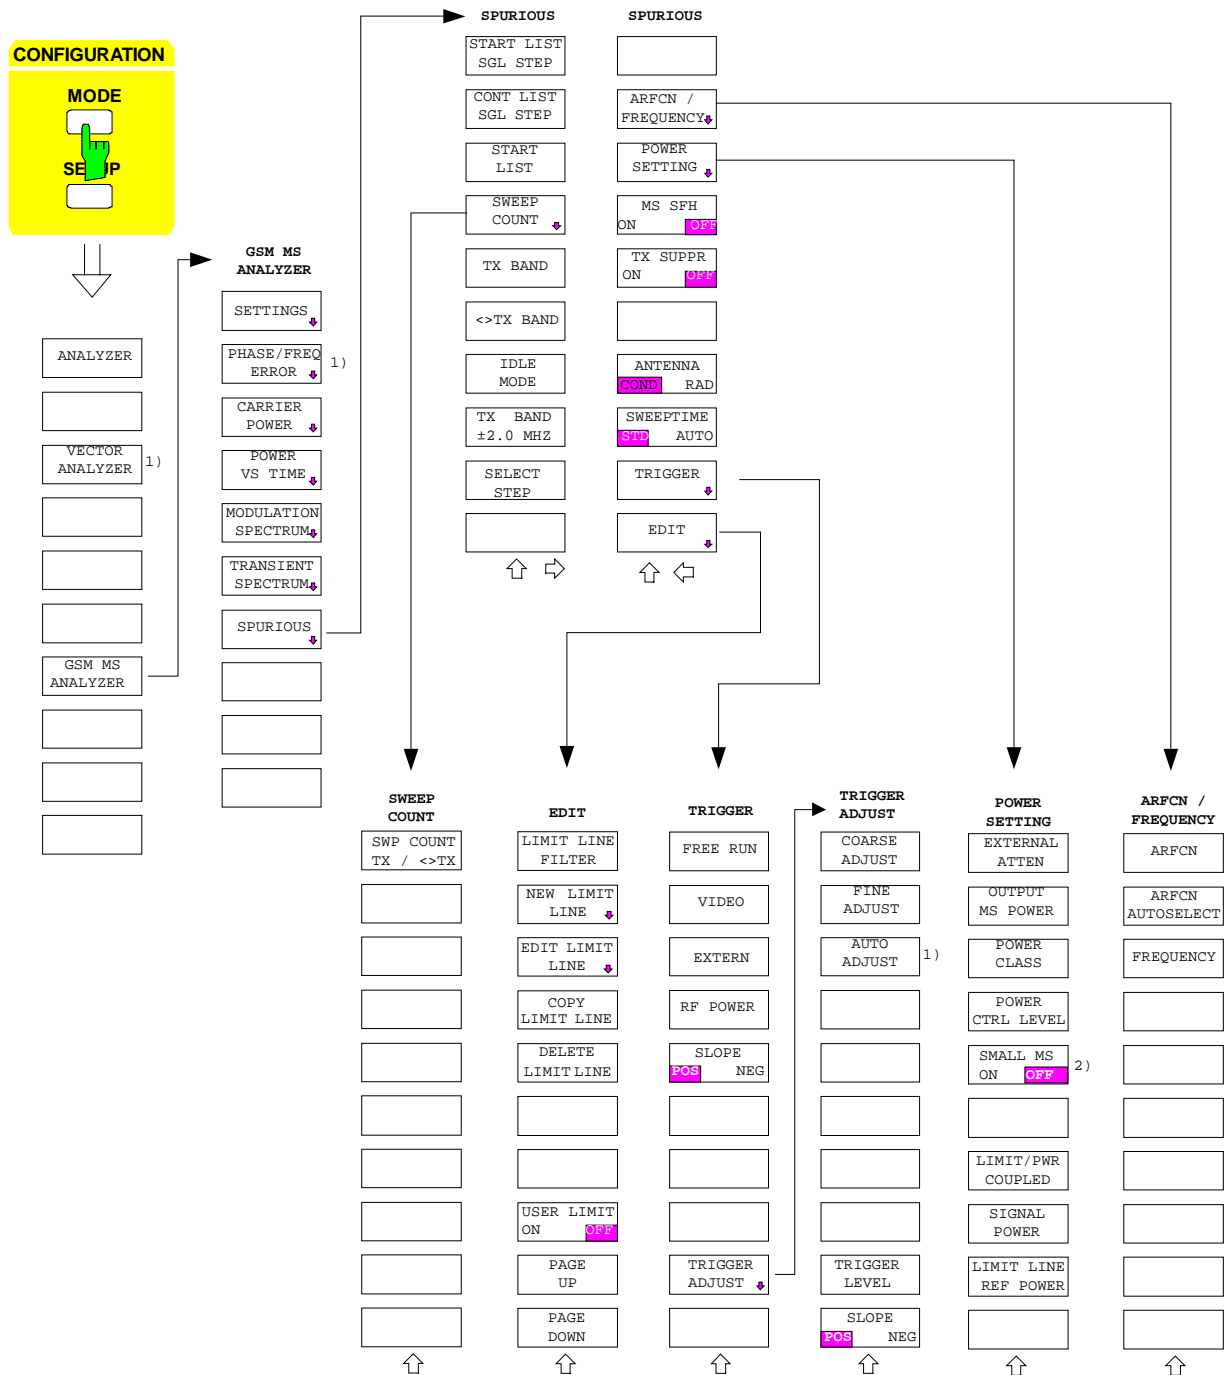 CONFIGURATION
MODE
SETUP
ANALYZER
VECTOR
ANALYZER
1)
GSM MS
ANALYZER
GSM MS
ANALYZER
SETTINGS
PHASE/FREQ
ERROR
1)
CARRIER
POWER
POWER
VS TIME
MODULATION
SPECTRUM
TRANSIENT
SPECTRUM
SPURIOUS
SPURIOUS
START LIST
SGL STEP
CONT LIST
SGL STEP
START
LIST
SWEEP
COUNT
TX BAND
<>TX BAND
IDLE
MODE
TX BAND
±2.0 MHZ
SELECT
STEP
SPURIOUS
ARFCN /
FREQUENCY
POWER
SETTING
MS SFH
ON OFF
TX SUPPR
ON OFF
ANTENNA
COND RAD
SWEEPTIME
STD AUTO
TRIGGER
EDIT
SWEEP
COUNT
SWP COUNT
TX / <>TX
EDIT
LIMIT LINE
FILTER
NEW LIMIT
LINE
EDIT LIMIT
LINE
COPY
LIMIT LINE
DELETE
LIMIT LINE
USER LIMIT
ON OFF
PAGE
UP
PAGE
DOWN
TRIGGER
FREE RUN
VIDEO
EXTERN
RF POWER
SLOPE
POS NEG
TRIGGER
ADJUST
TRIGGER
ADJUST
COARSE
ADJUST
FINE
ADJUST
AUTO
ADJUST
1)
TRIGGER
LEVEL
SLOPE
POS NEG
POWER
SETTING
EXTERNAL
ATTEN
OUTPUT
MS POWER
POWER
CLASS
POWER
CTRL LEVEL
SMALL MS
ON OFF
2)
LIMIT/PWR
COUPLED
SIGNAL
POWER
LIMIT LINE
REF POWER
ARFCN /
FREQUENCY
ARFCN
ARFCN
AUTOSELECT
FREQUENCY